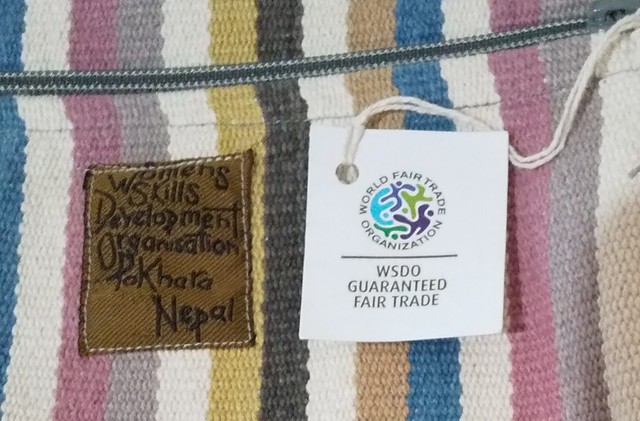 Women's
Skills
Development
Organisation
Pokhara
Nepal
WORLD FAIR TRADE
ORGANIZATION
WSDO
GUARANTEED
FAIR TRADE